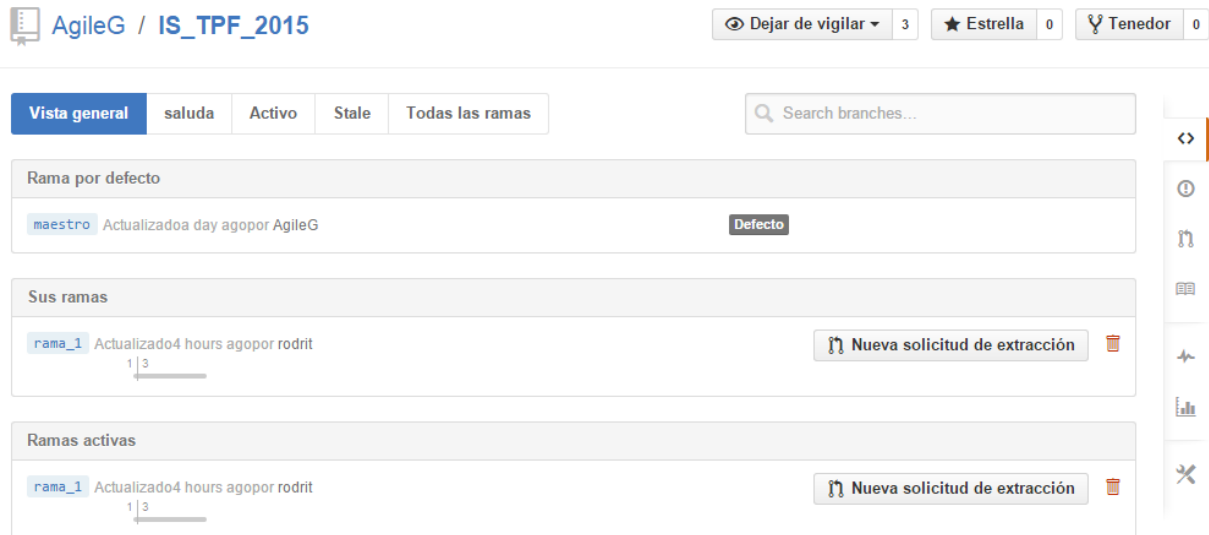 AgileG / IS_TPF_2015 Dejar de vigilar 3 Estrella 0 Tenedor 0
Vista general saluda Activo Stale Todas las ramas Search branches...
Rama por defecto
maestro Actualizadoa day agopor AgileG Defecto
Sus ramas
rama_1 Actualizado4 hours agopor rodrit Nueva solicitud de extracción
1 3
Ramas activas
rama_1 Actualizado4 hours agopor rodrit Nueva solicitud de extracción
1 3